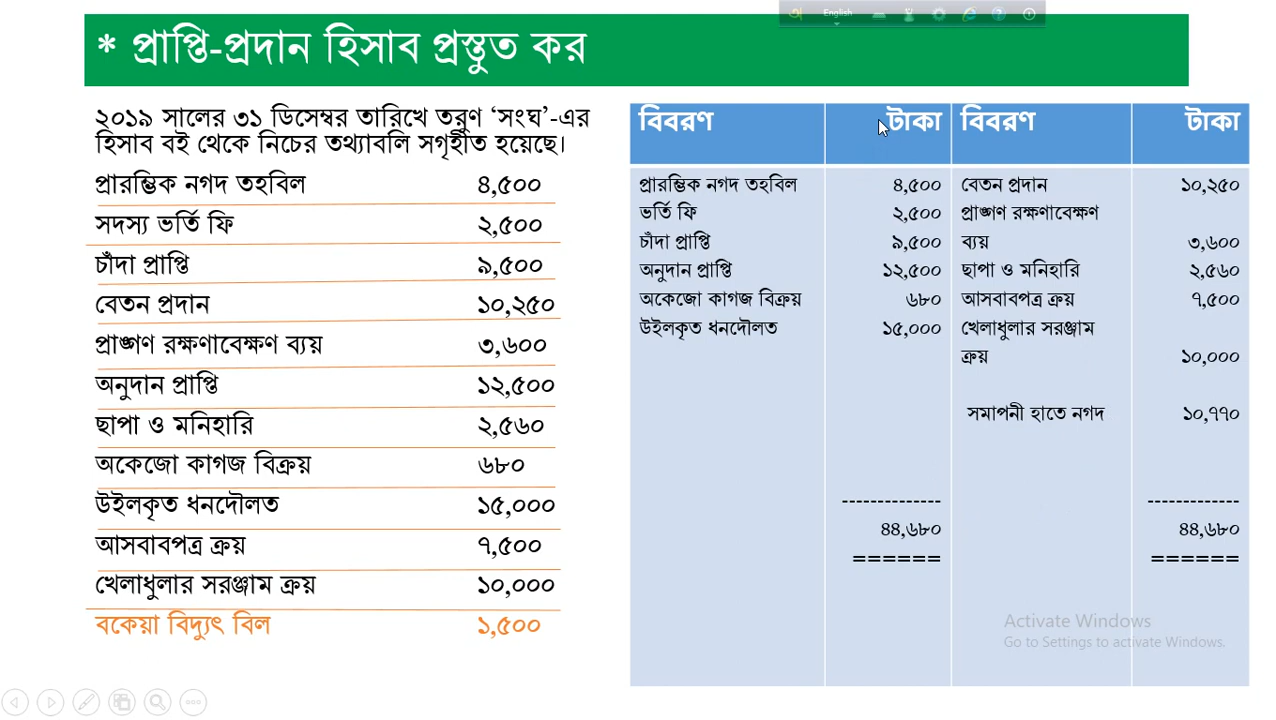 English
* প্রাপ্তি-প্রদান হিসাব প্রস্তুত কর
২০১৯ সালের ৩১ ডিসেম্বর তারিখে তরুণ ‘সংঘ’-এর
হিসাব বই থেকে নিচের তথ্যাবলি সগৃহীত হয়েছে।
প্রারম্ভিক নগদ তহবিল ৪,৫০০
সদস্য ভর্তি ফি ২,৫০০
চাঁদা প্রাপ্তি ৯,৫০০
বেতন প্রদান ১০,২৫০
প্রাঙ্গণ রক্ষণাবেক্ষণ ব্যয় ৩,৬০০
অনুদান প্রাপ্তি ১২,৫০০
ছাপা ও মনিহারি ২,৫৬০
অকেজো কাগজ বিক্রয় ৬৮০
উইলকৃত ধনদৌলত ১৫,০০০
আসবাবপত্র ক্রয় ৭,৫০০
খেলাধুলার সরঞ্জাম ক্রয় ১০,০০০
বকেয়া বিদ্যুৎ বিল ১,৫০০
বিবরণ টাকা বিবরণ টাকা
প্রারম্ভিক নগদ তহবিল ৪,৫০০ বেতন প্রদান ১০,২৫০
ভর্তি ফি ২,৫০০ প্রাঙ্গণ রক্ষণাবেক্ষণ
চাঁদা প্রাপ্তি ৯,৫০০ ব্যয় ৩,৬০০
অনুদান প্রাপ্তি ১২,৫০০ ছাপা ও মনিহারি ২,৫৬০
অকেজো কাগজ বিক্রয় ৬৮০ আসবাবপত্র ক্রয় ৭,৫০০
উইলকৃত ধনদৌলত ১৫,০০০ খেলাধুলার সরঞ্জাম
ক্রয় ১০,০০০
সমাপনী হাতে নগদ ১০,৭৭০
-------------- -------------
৪৪,৬৮০ ৪৪,৬৮০
====== ======
Activate Windows
Go to Settings to activate Windows.